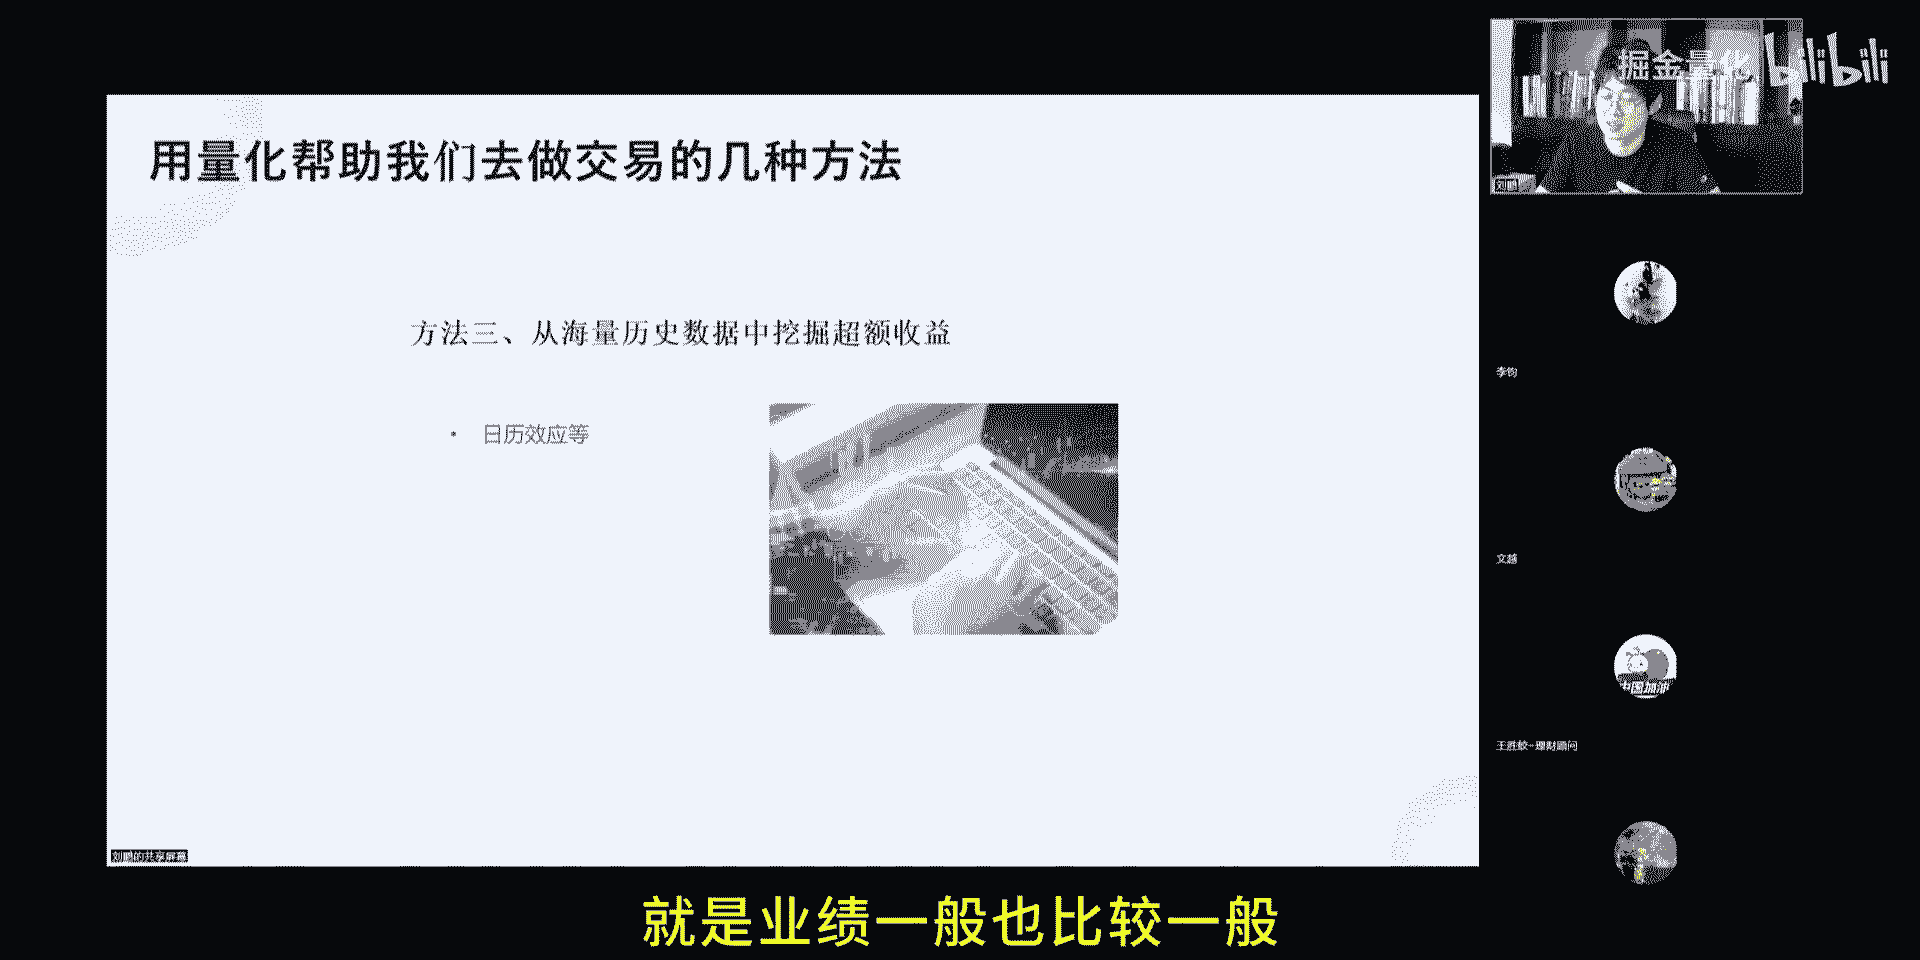 掘金量化 bilibili
用量化帮助我们去做交易的几种方法
刘鹏
方法三、从海量历史数据中挖掘超额收益
李钧
• 日历效应等
文越
中国加油
理财顾问
刘鹏的共享屏幕
就是业绩一般也比较一般